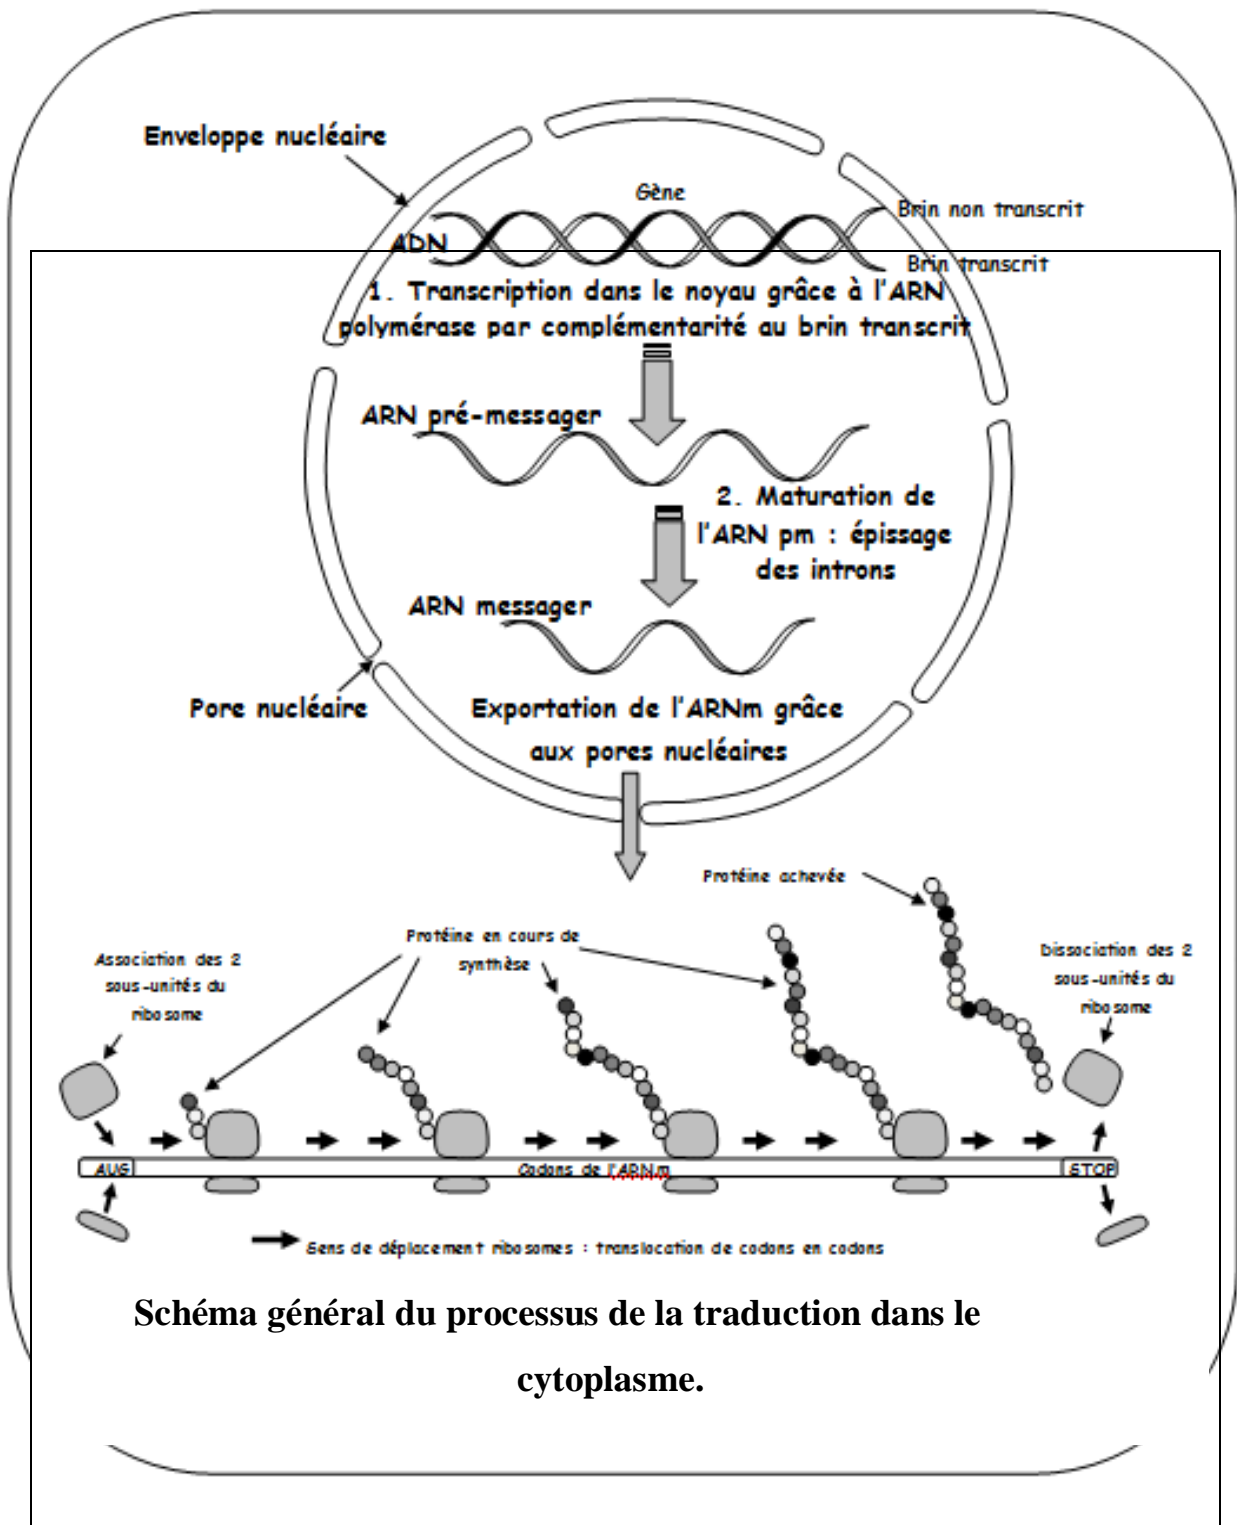 Enveloppe nucléaire
Gène
Brin non transcrit
ADN
Brin transcrit
1. Transcription dans le noyau grâce à l'ARN
polymérase par complémentarité au brin transcrit
ARN pré-messager
2. Maturation de
l'ARN pm : épissage
des introns
ARN messager
Pore nucléaire
Exportation de l'ARNm grâce
aux pores nucléaires
Protéine achevée
Protéine en cours de
synthèse
Association des 2
sous-unités du
ribosome
Dissociation des 2
sous-unités du
ribosome
AUG
Codons de l'ARNm
STOP
Sens de déplacement ribosomes : translocation de codons en codons
Schéma général du processus de la traduction dans le
cytoplasme.